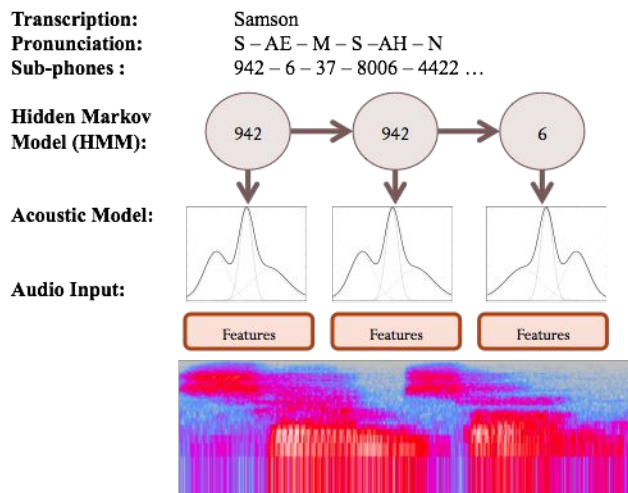 Transcription: Samson
Pronunciation: S – AE – M – S –AH – N
Sub-phones : 942 – 6 – 37 – 8006 – 4422 …
Hidden Markov
Model (HMM):
942 942 6
Acoustic Model:
Audio Input:
Features Features Features